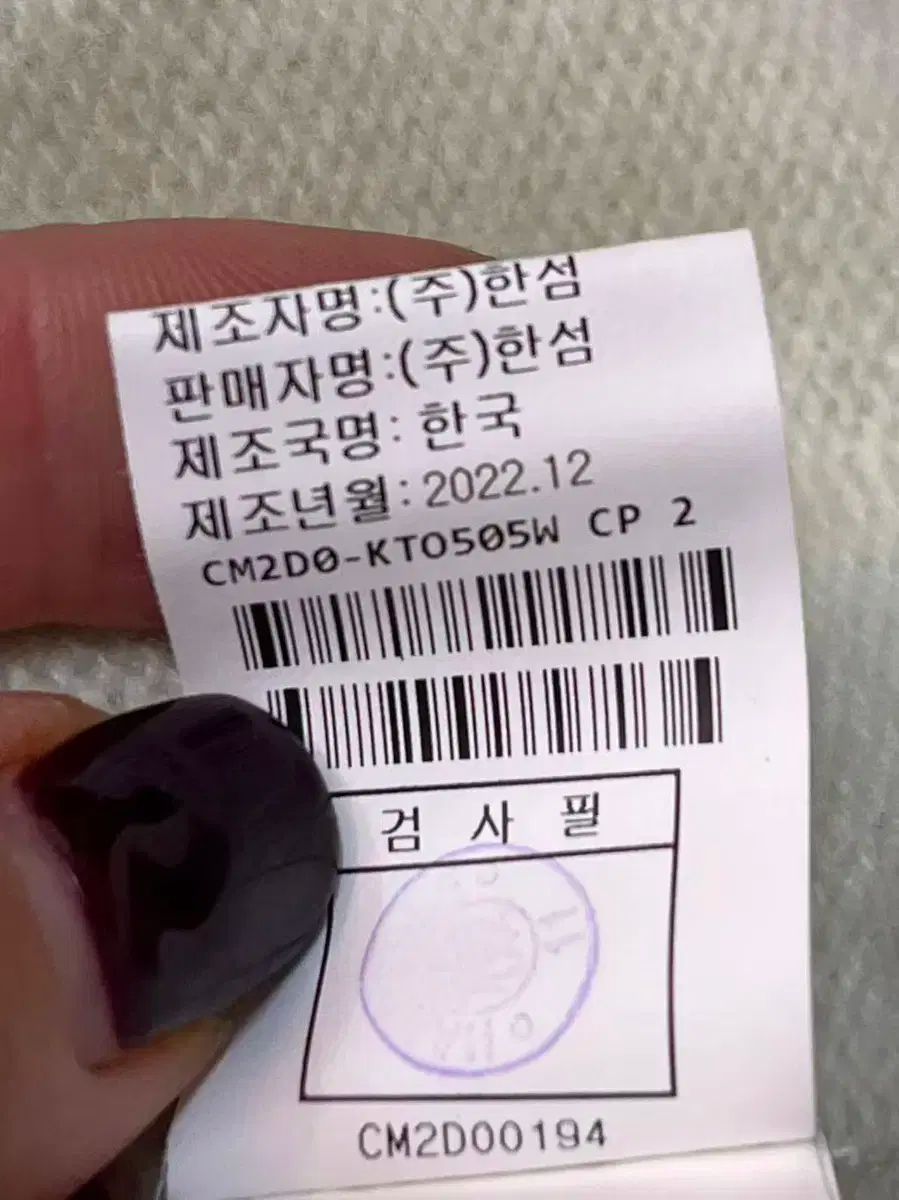 제조자명:(주)한섬
판매자명:(주)한섬
제조국명: 한국
제조년월:2022.12
CM2D0-KTO505W CP 2
검 사 필
CM2D00194